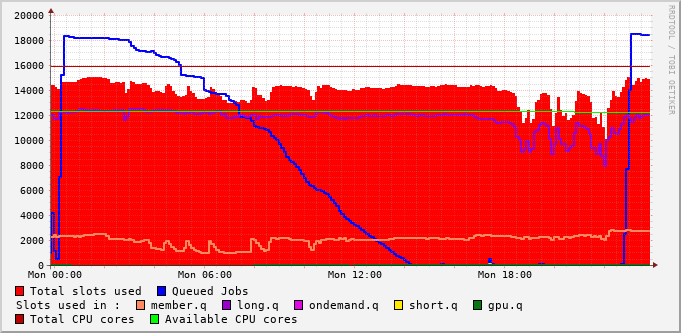 20000
18000
16000
14000
12000
10000
8000
6000
4000
2000
0
Mon 00:00 Mon 06:00 Mon 12:00 Mon 18:00
RRDTOOL / TOBI OETIKER
Total slots used Queued Jobs
Slots used in : member.q long.q ondemand.q short.q gpu.q
Total CPU cores Available CPU cores